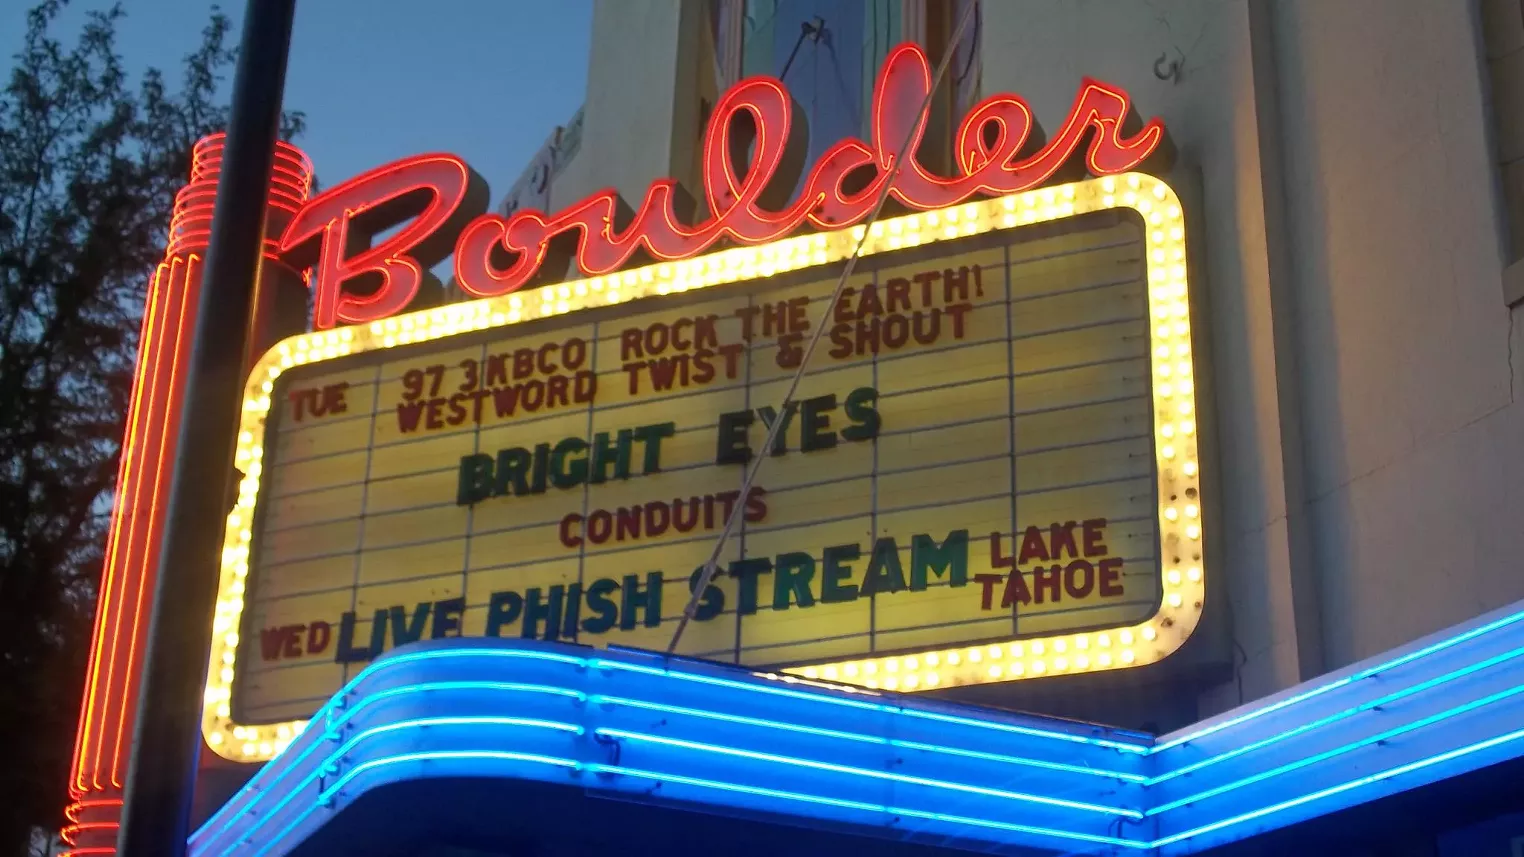 Boulder
TUE 97 3 KBCO ROCK THE EARTH!
WESTWORD TWIST & SHOUT
BRIGHT EYES
CONDUITS
WED LIVE PHISH STREAM LAKE TAHOE